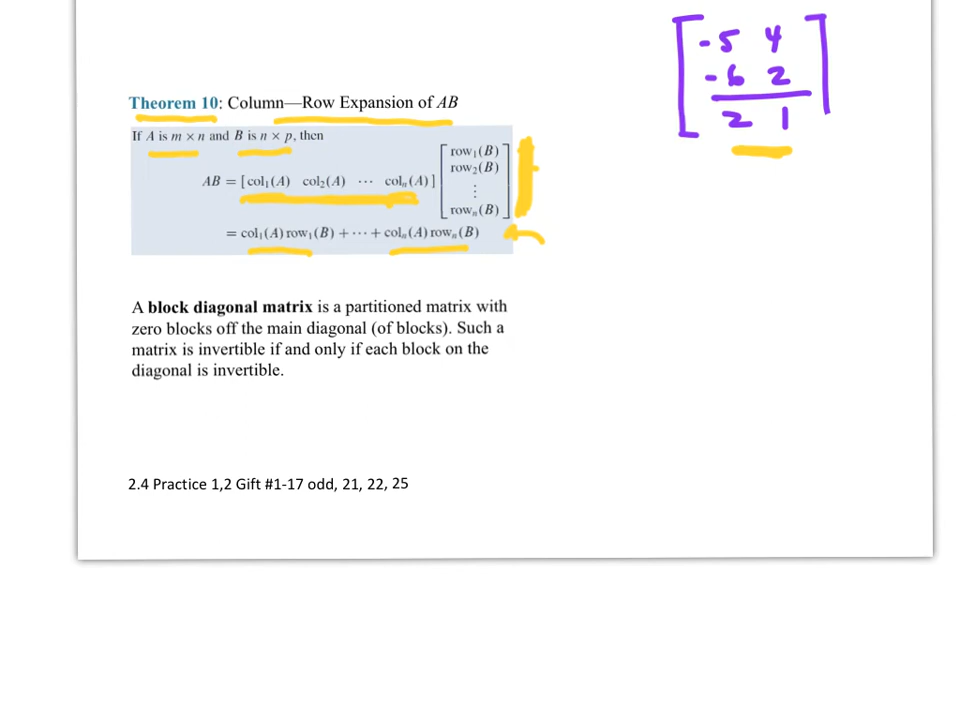 -5 4
-6 2
2 1
Theorem 10: Column—Row Expansion of AB
If A is m × n and B is n × p, then
AB = [col₁(A) col₂(A) ⋯ colₙ(A)] [row₁(B)
row₂(B)
⋮
rowₙ(B)]
= col₁(A) row₁(B) + ⋯ + colₙ(A) rowₙ(B)
A block diagonal matrix is a partitioned matrix with
zero blocks off the main diagonal (of blocks). Such a
matrix is invertible if and only if each block on the
diagonal is invertible.
2.4 Practice 1,2 Gift #1-17 odd, 21, 22, 25